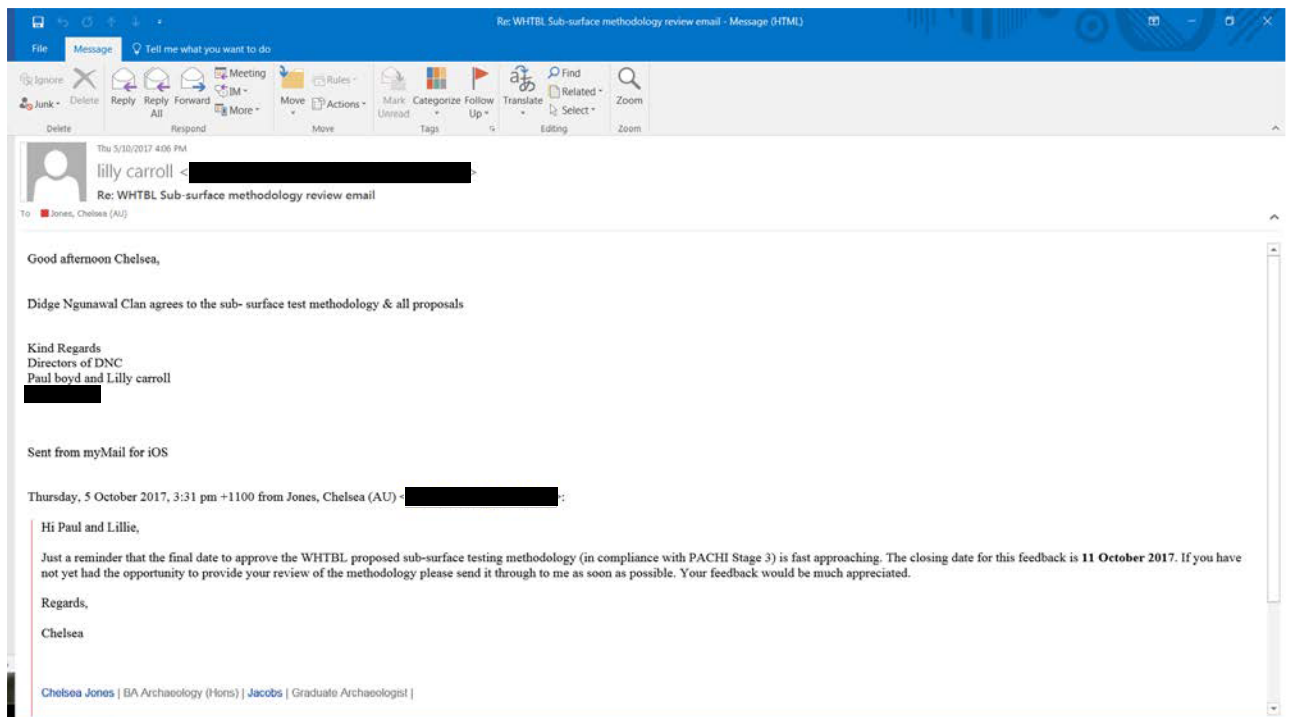 Re: WHTBL Sub-surface methodology review email - Message (HTML)
File Message Tell me what you want to do
Ignore
Junk
Delete
Reply
Reply All
Forward
Meeting
IM
More
Move
Rules
Actions
Mark Unread
Categorize
Follow Up
Translate
Find
Related
Select
Zoom
Delete Respond Move Tags Editing Zoom
Thu 5/10/2017 4:06 PM
lilly carroll < >
Re: WHTBL Sub-surface methodology review email
To Jones, Chelsea (AU)
Good afternoon Chelsea,
Didge Ngunawal Clan agrees to the sub- surface test methodology & all proposals
Kind Regards
Directors of DNC
Paul boyd and Lilly carroll
Sent from myMail for iOS
Thursday, 5 October 2017, 3:31 pm +1100 from Jones, Chelsea (AU) < >:
Hi Paul and Lillie,
Just a reminder that the final date to approve the WHTBL proposed sub-surface testing methodology (in compliance with PACHI Stage 3) is fast approaching. The closing date for this feedback is 11 October 2017. If you have
not yet had the opportunity to provide your review of the methodology please send it through to me as soon as possible. Your feedback would be much appreciated.
Regards,
Chelsea
Chelsea Jones | BA Archaeology (Hons) | Jacobs | Graduate Archaeologist |